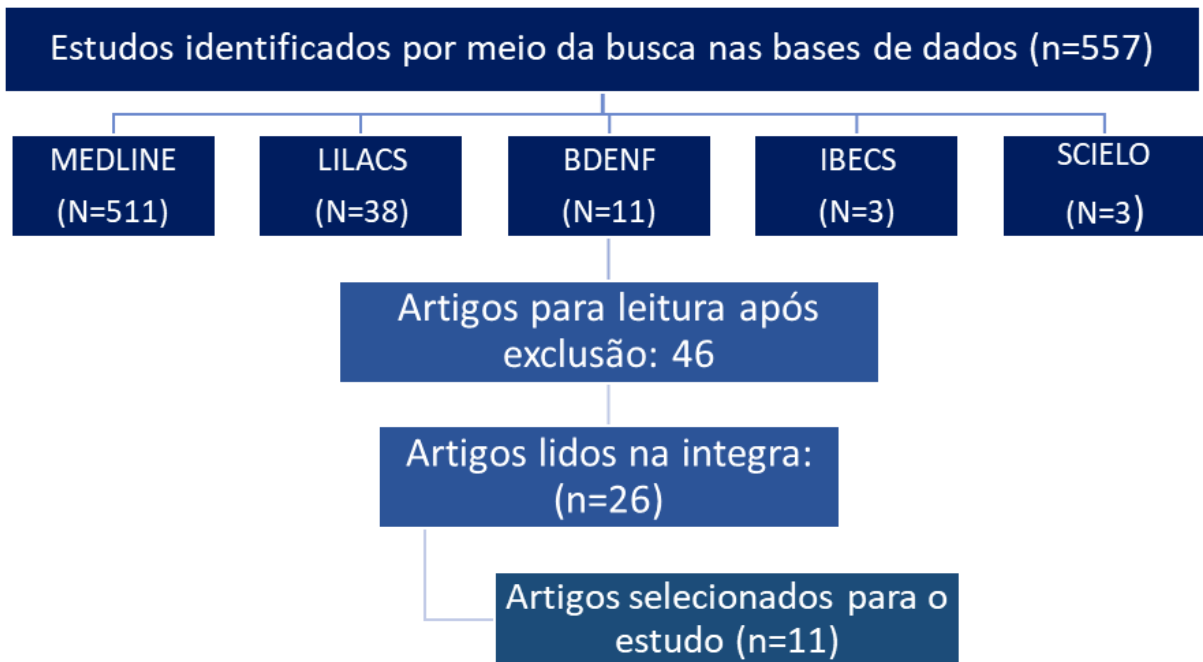 Estudos identificados por meio da busca nas bases de dados (n=557)
MEDLINE
(N=511)
LILACS
(N=38)
BDENF
(N=11)
IBECS
(N=3)
SCIELO
(N=3)
Artigos para leitura após
exclusão: 46
Artigos lidos na integra:
(n=26)
Artigos selecionados para o
estudo (n=11)